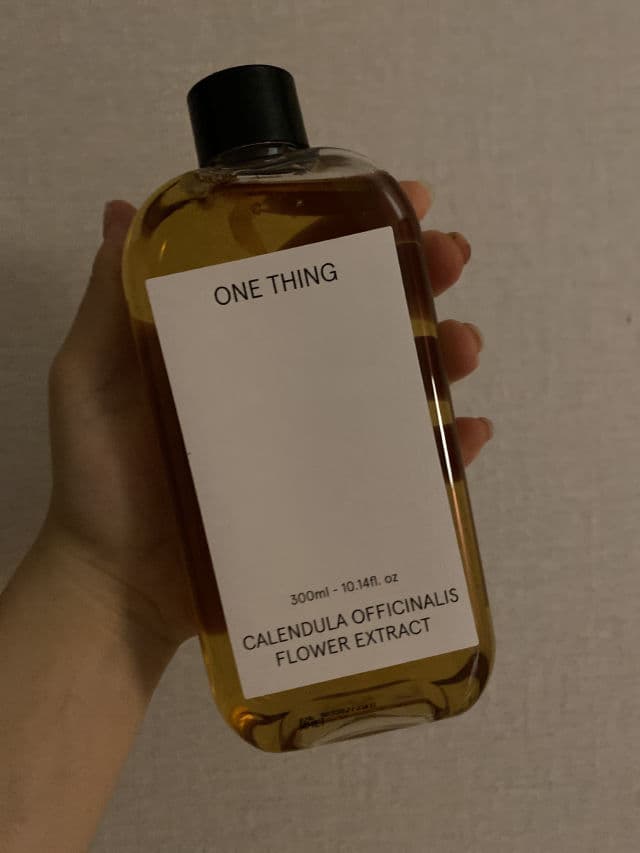 ONE THING
300ml - 10.14fl. oz
CALENDULA OFFICINALIS
FLOWER EXTRACT